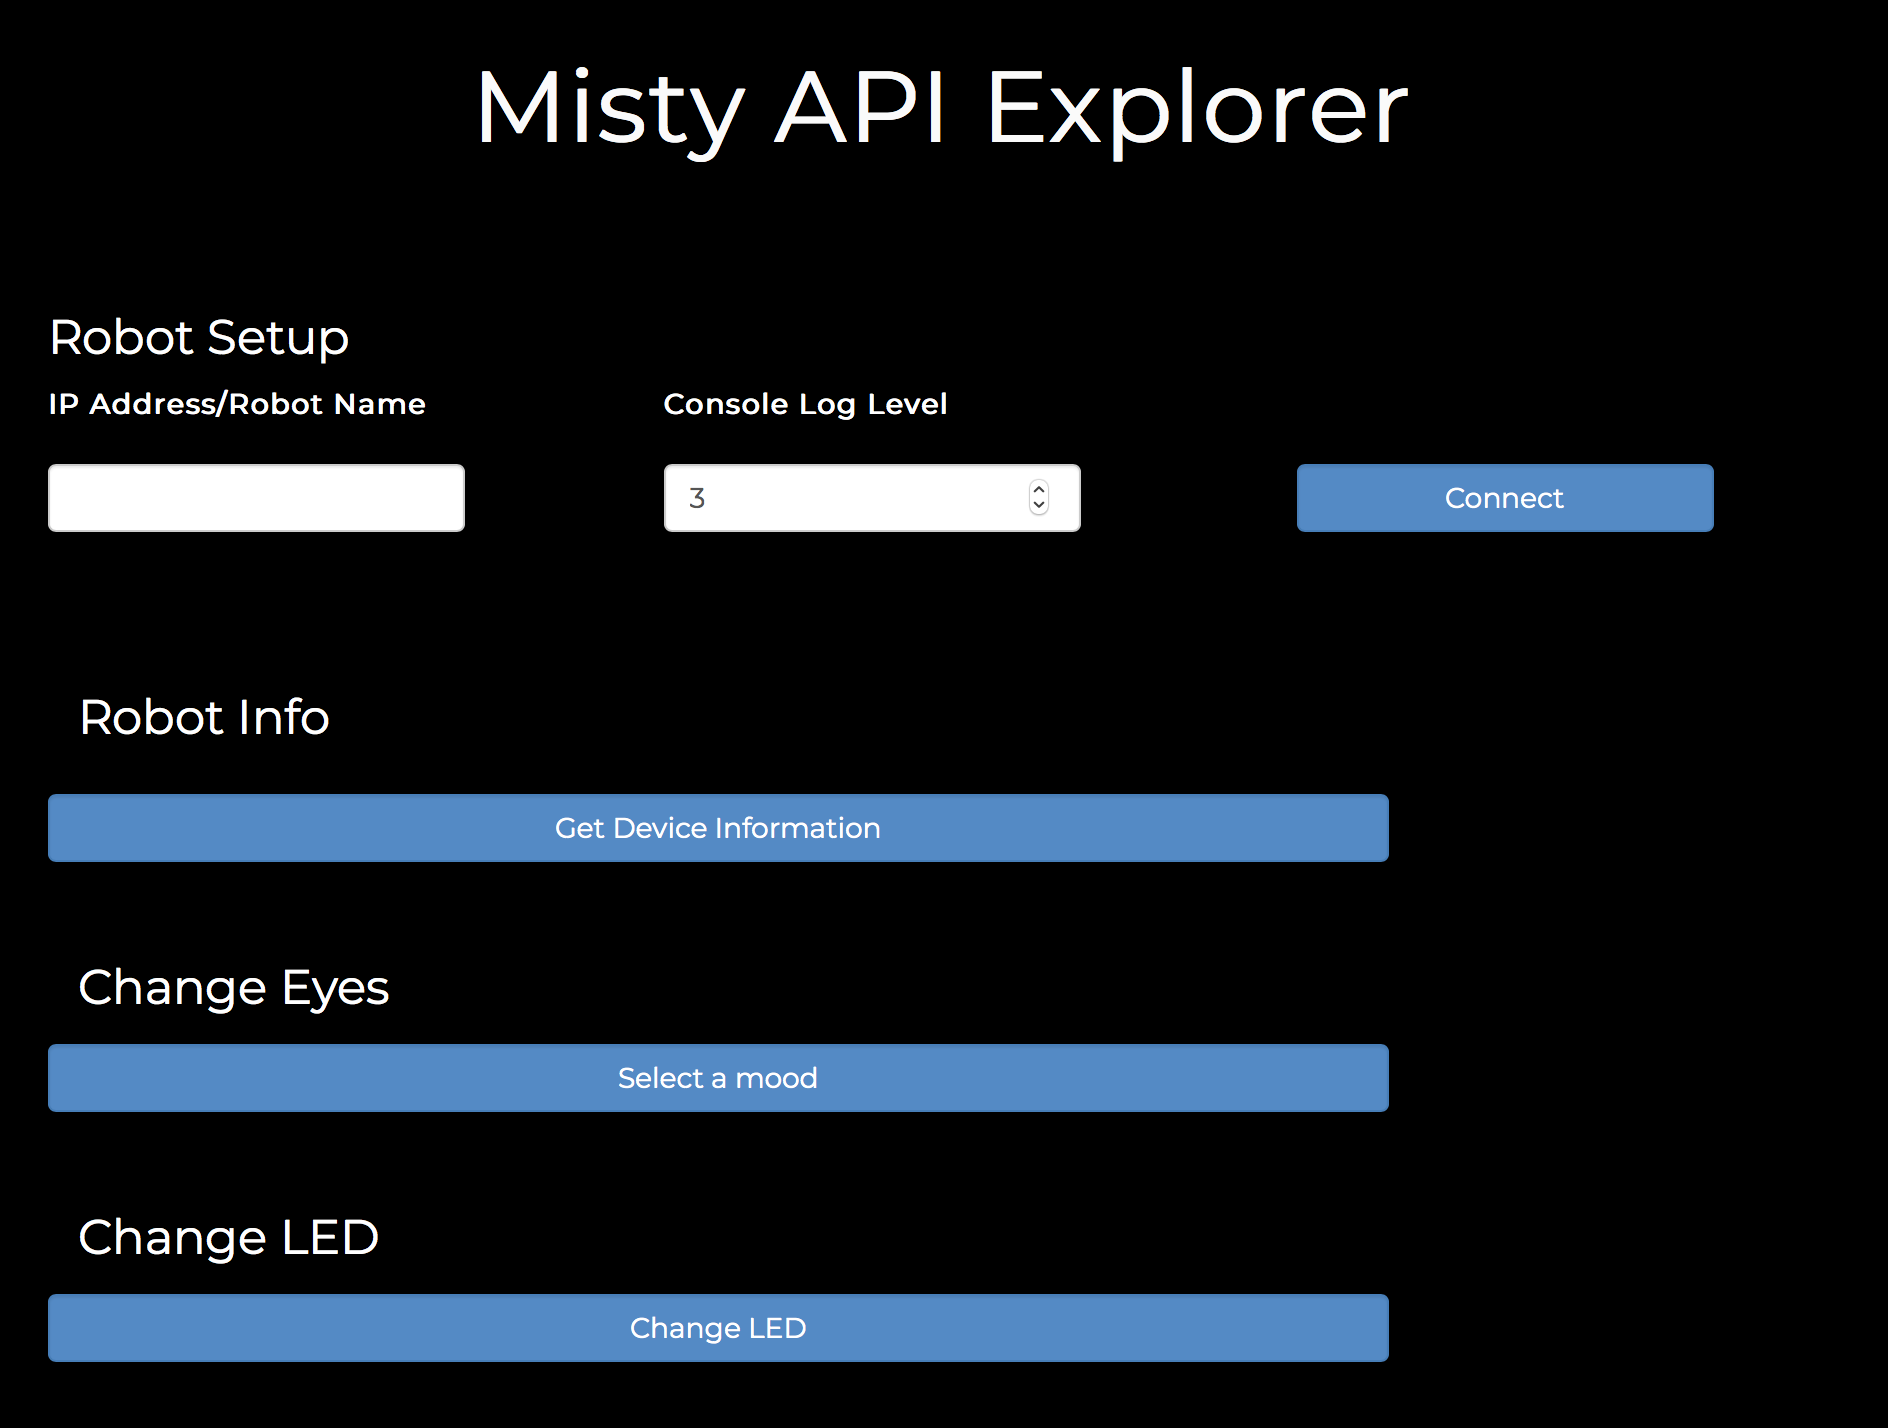 Misty API Explorer
Robot Setup
IP Address/Robot Name
Console Log Level
3
Connect
Robot Info
Get Device Information
Change Eyes
Select a mood
Change LED
Change LED